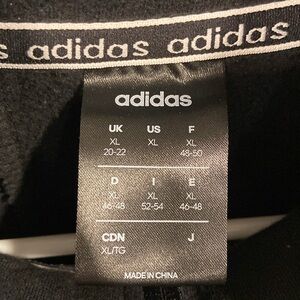 s adidas adidas
adidas
UK US F
XL XL XL
20-22 48-50
D I E
XL XL XL
46-48 52-54 46-48
CDN J
XL/TG
MADE IN CHINA